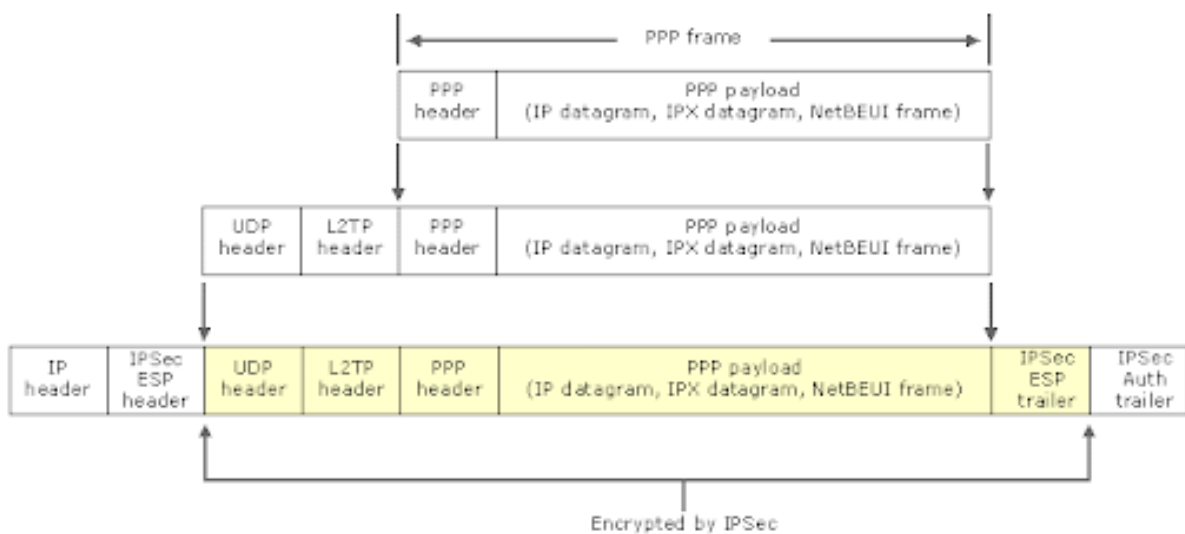 PPP frame
PPP header
PPP payload
(IP datagram, IPX datagram, NetBEUI frame)
UDP header
L2TP header
PPP header
PPP payload
(IP datagram, IPX datagram, NetBEUI frame)
IP header
IPSec ESP header
UDP header
L2TP header
PPP header
PPP payload
(IP datagram, IPX datagram, NetBEUI frame)
IPSec ESP trailer
IPSec Auth trailer
Encrypted by IPSec